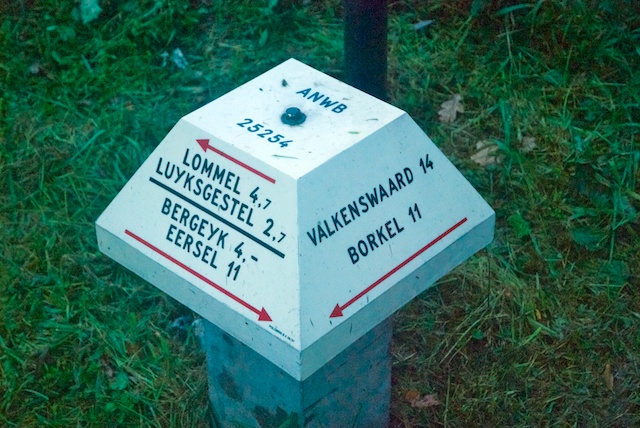 ANWB
25254
LOMMEL 4,7
LUYKSGESTEL 2,7
BERGEYK 4,-
EERSEL 11
VALKENSWAARD 14
BORKEL 11